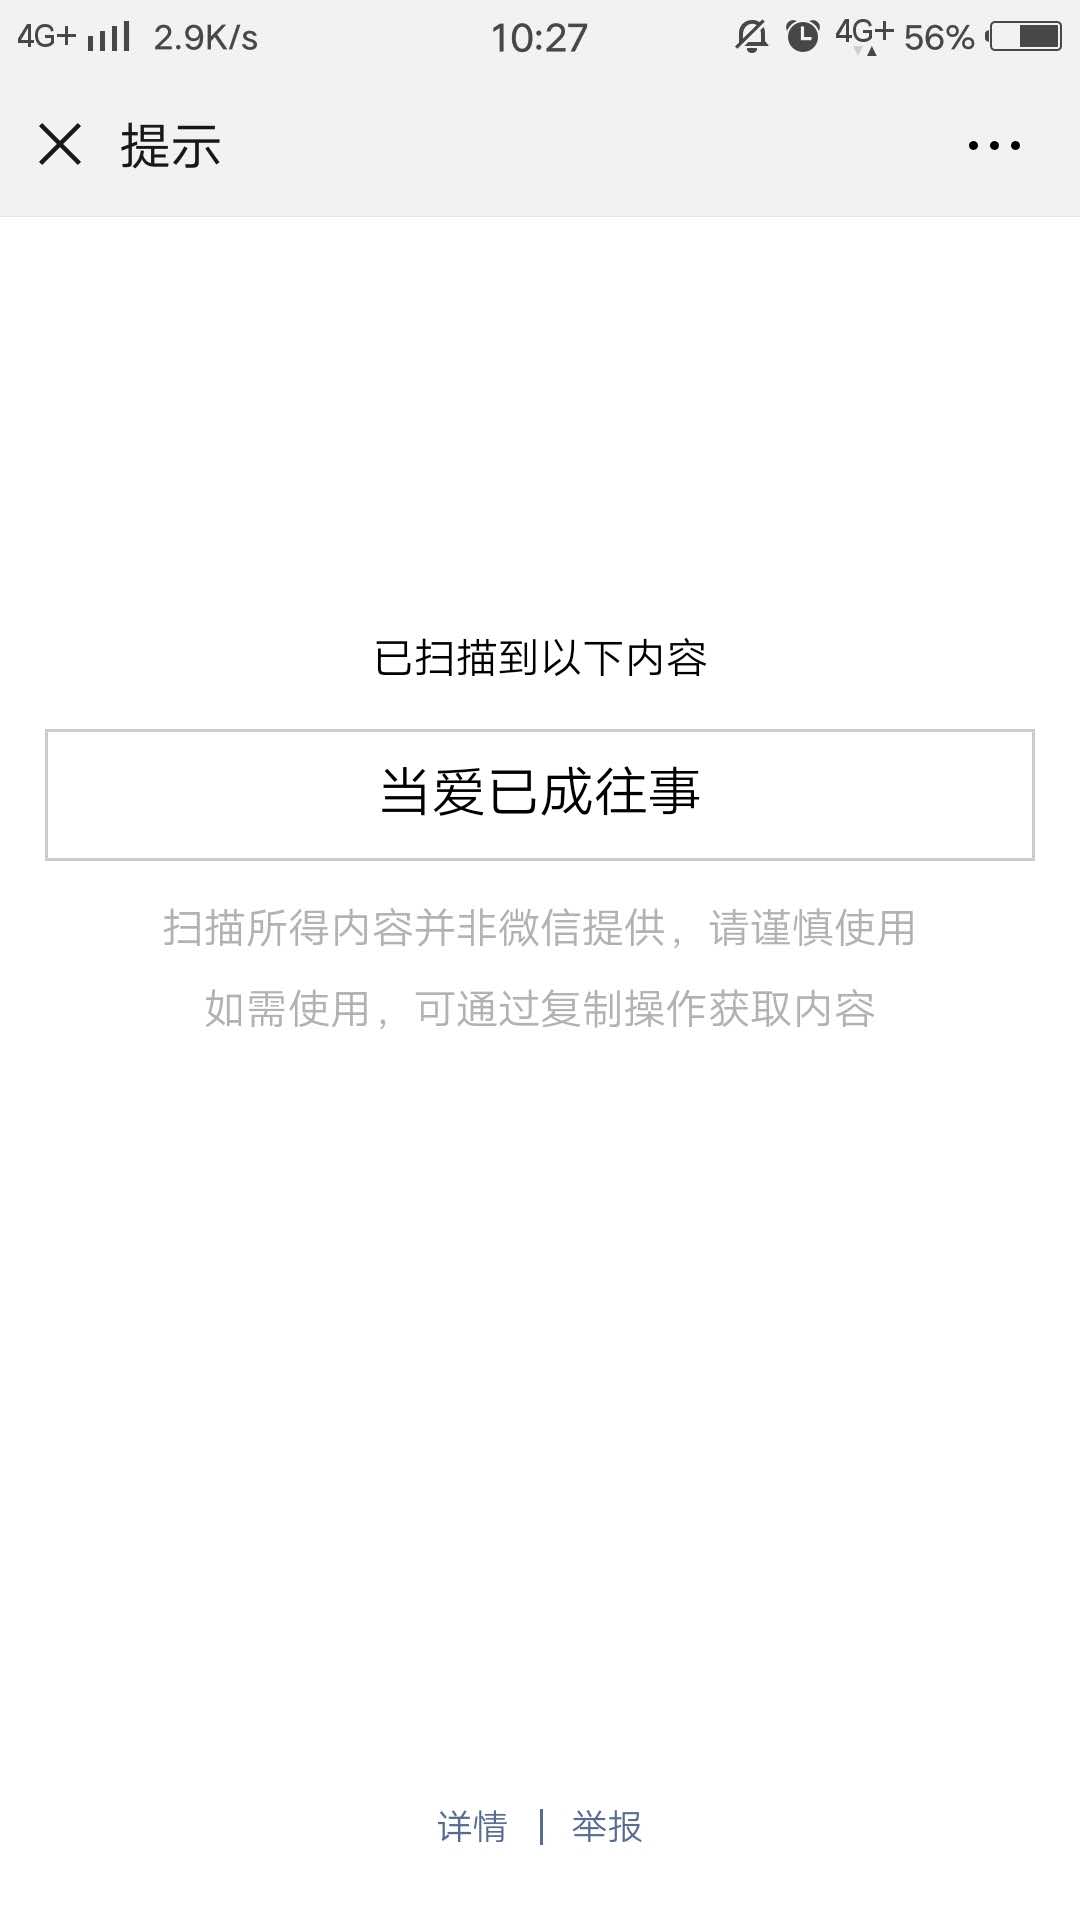 4G+ 2.9K/s 10:27 4G+ 56%
提示
已扫描到以下内容
当爱已成往事
扫描所得内容并非微信提供，请谨慎使用
如需使用，可通过复制操作获取内容
详情 | 举报